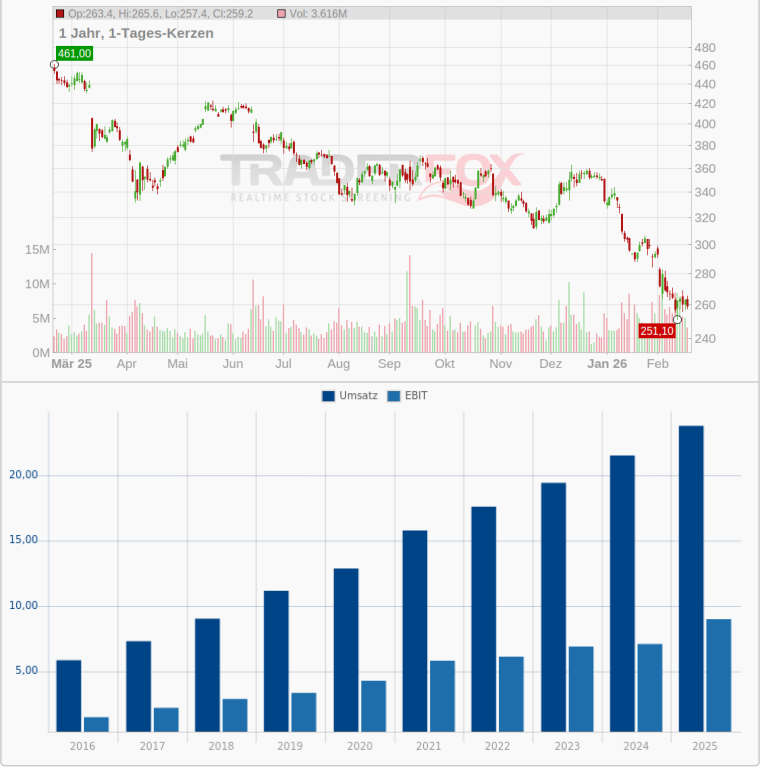 Op:263.4, Hi:265.6, Lo:257.4, Cl:259.2 Vol: 3.616M
1 Jahr, 1-Tages-Kerzen
461,00
480
460
440
420
400
380
360
340
320
300
280
260
240
TRADERFOX
REALTIME STOCK SCREENING
15M
10M
5M
0M
251,10
Mär 25 Apr Mai Jun Jul Aug Sep Okt Nov Dez Jan 26 Feb
Umsatz EBIT
20,00
15,00
10,00
5,00
2016 2017 2018 2019 2020 2021 2022 2023 2024 2025